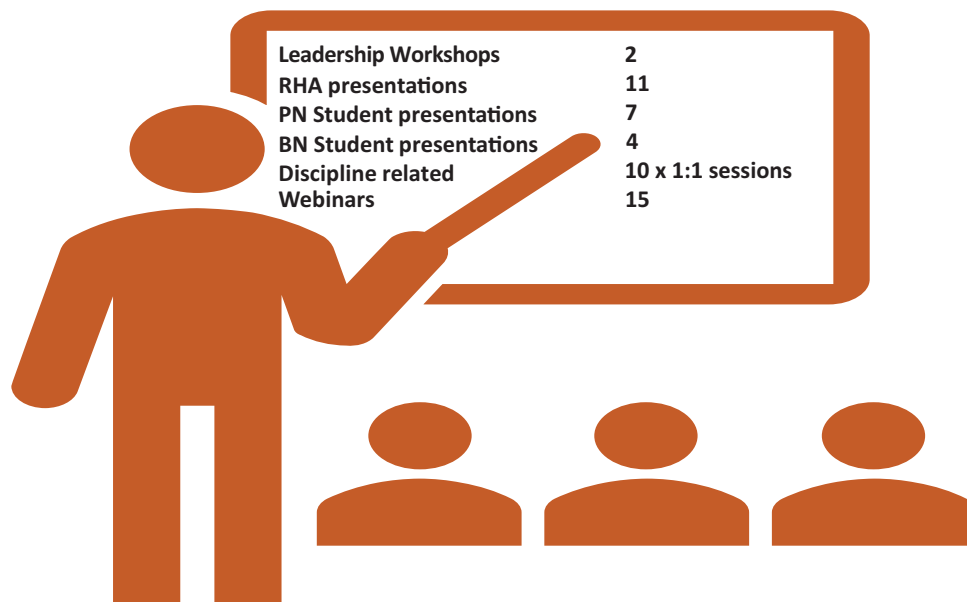 Leadership Workshops 2
RHA presentations 11
PN Student presentations 7
BN Student presentations 4
Discipline related 10 x 1:1 sessions
Webinars 15